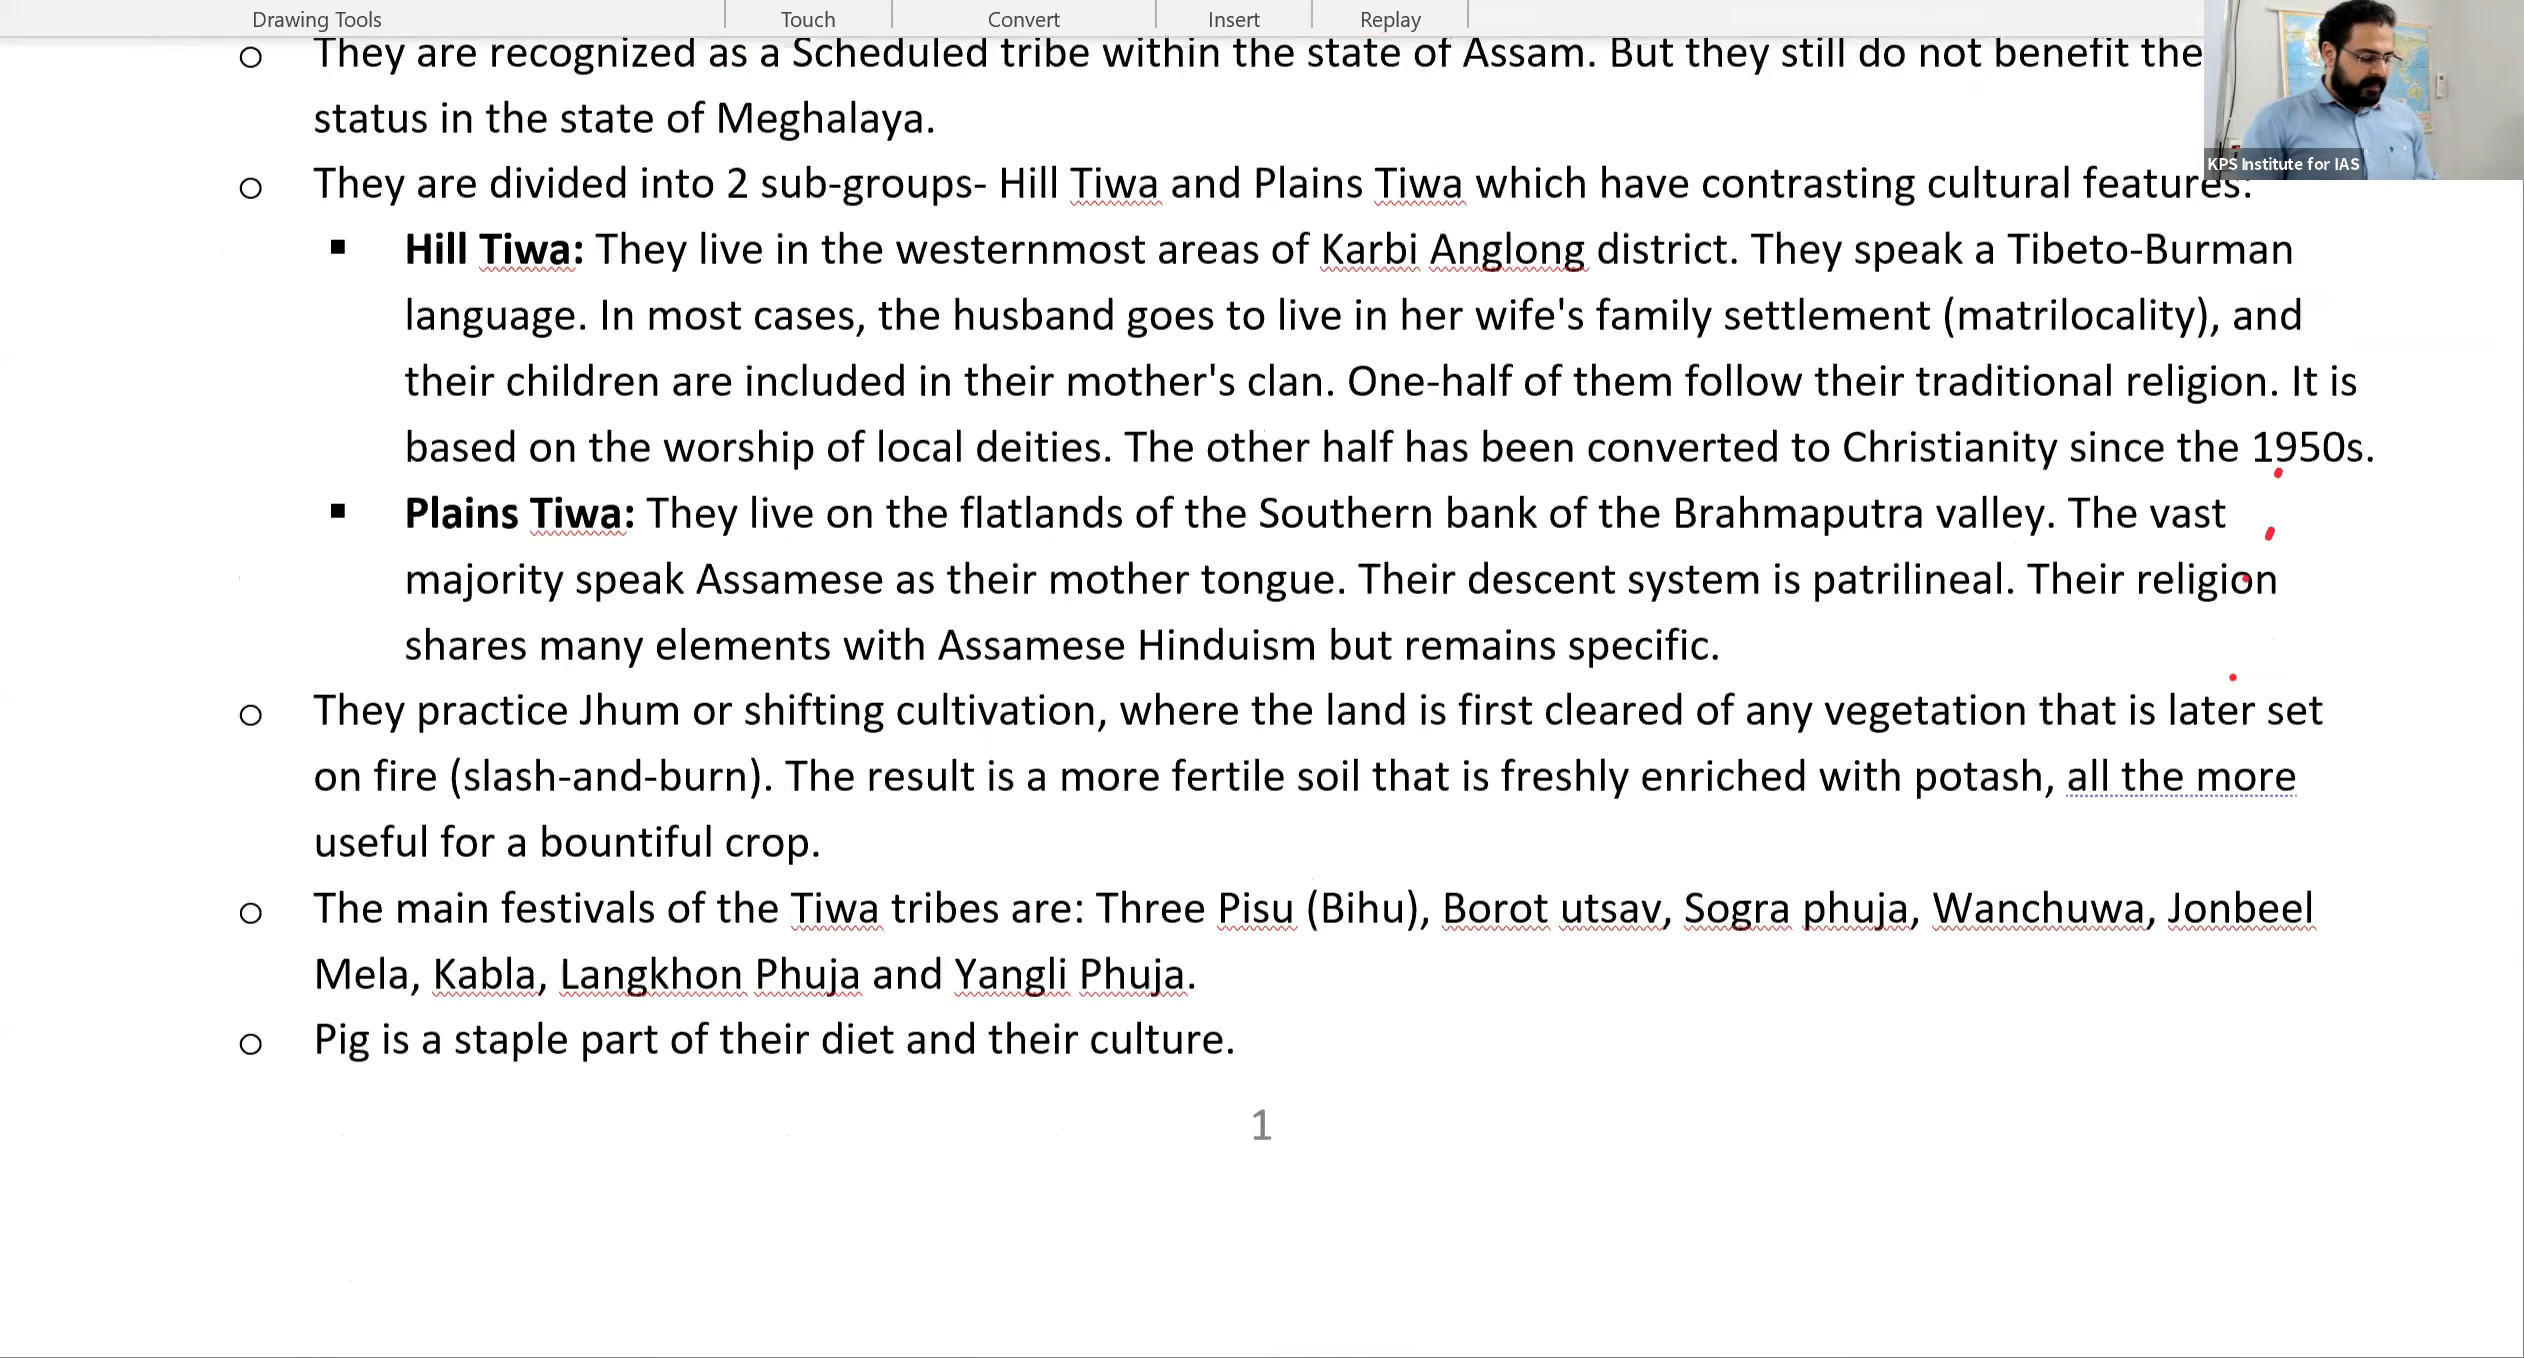 Drawing Tools Touch Convert Insert Replay
o They are recognized as a Scheduled tribe within the state of Assam. But they still do not benefit the
status in the state of Meghalaya.
KPS Institute for IAS
o They are divided into 2 sub-groups- Hill Tiwa and Plains Tiwa which have contrasting cultural features:
▪ Hill Tiwa: They live in the westernmost areas of Karbi Anglong district. They speak a Tibeto-Burman
language. In most cases, the husband goes to live in her wife's family settlement (matrilocality), and
their children are included in their mother's clan. One-half of them follow their traditional religion. It is
based on the worship of local deities. The other half has been converted to Christianity since the 1950s.
▪ Plains Tiwa: They live on the flatlands of the Southern bank of the Brahmaputra valley. The vast
majority speak Assamese as their mother tongue. Their descent system is patrilineal. Their religion
shares many elements with Assamese Hinduism but remains specific.
o They practice Jhum or shifting cultivation, where the land is first cleared of any vegetation that is later set
on fire (slash-and-burn). The result is a more fertile soil that is freshly enriched with potash, all the more
useful for a bountiful crop.
o The main festivals of the Tiwa tribes are: Three Pisu (Bihu), Borot utsav, Sogra phuja, Wanchuwa, Jonbeel
Mela, Kabla, Langkhon Phuja and Yangli Phuja.
o Pig is a staple part of their diet and their culture.
1